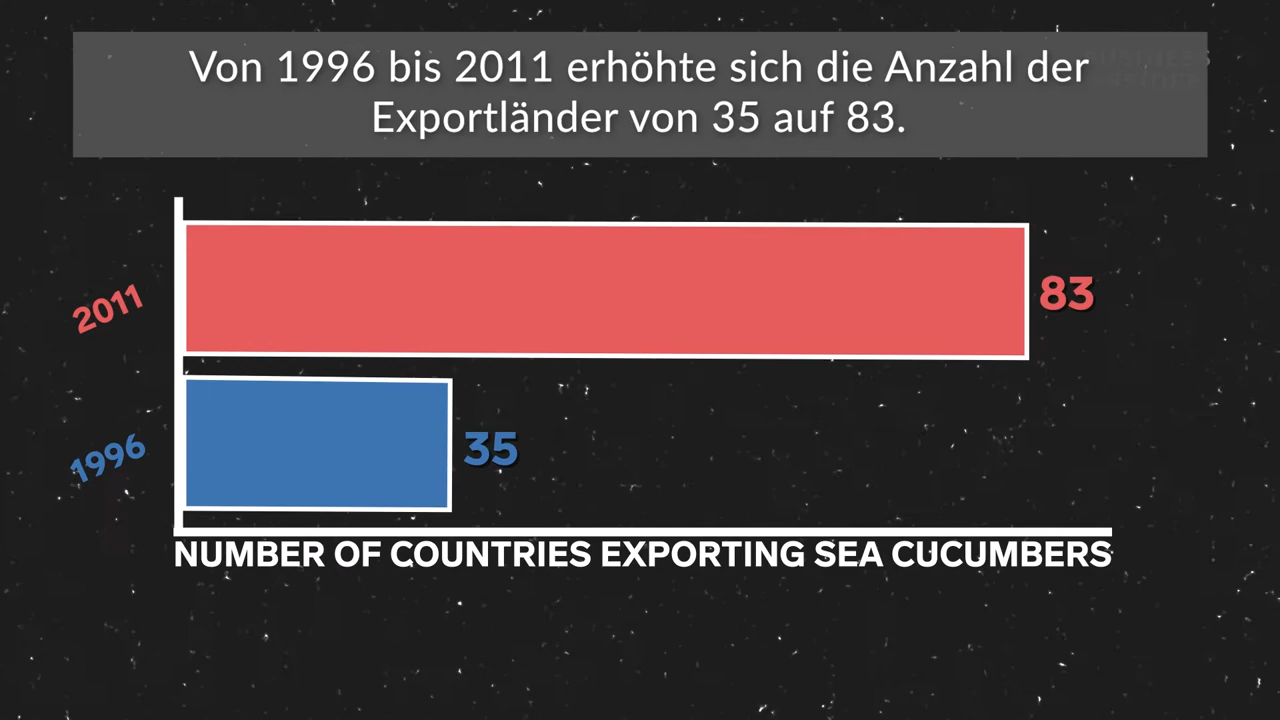 Von 1996 bis 2011 erhöhte sich die Anzahl der
Exportländer von 35 auf 83.
2011
83
1996
35
NUMBER OF COUNTRIES EXPORTING SEA CUCUMBERS